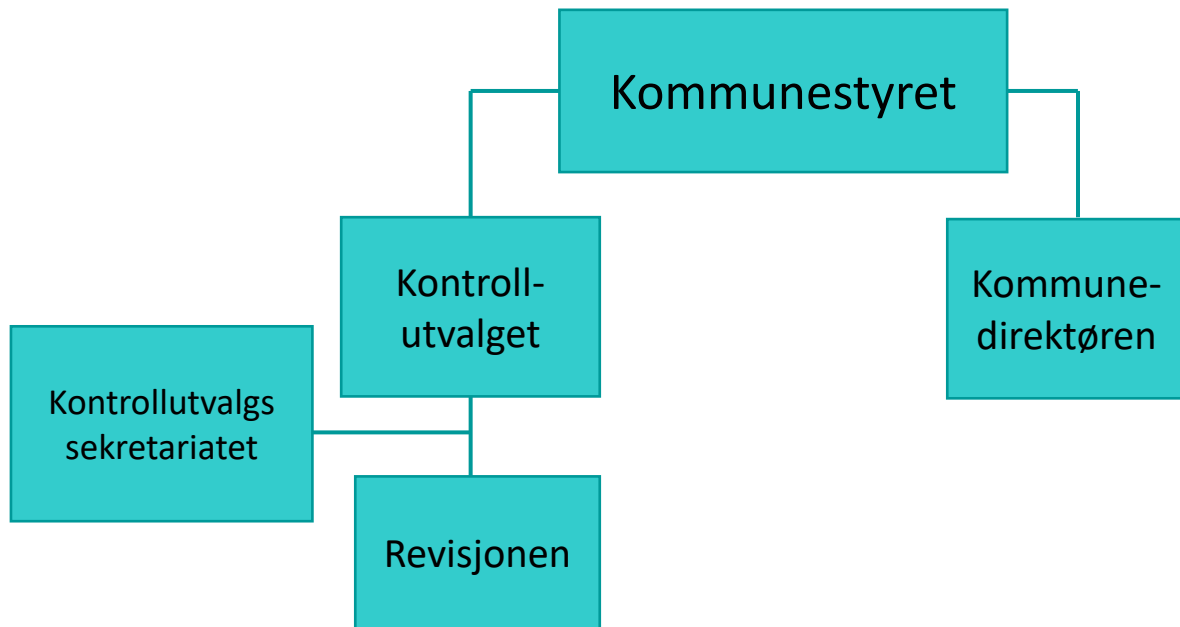 Kommunestyret
Kontroll-
utvalget
Kommune-
direktøren
Kontrollutvalgs
sekretariatet
Revisjonen